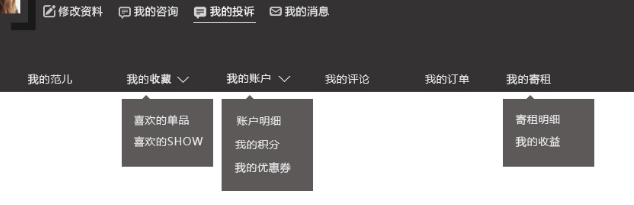 修改资料 我的咨询 我的投诉 我的消息
我的范儿 我的收藏 我的账户 我的评论 我的订单 我的寄租
喜欢的单品 账户明细 寄租明细
喜欢的SHOW 我的积分 我的收益
我的优惠券